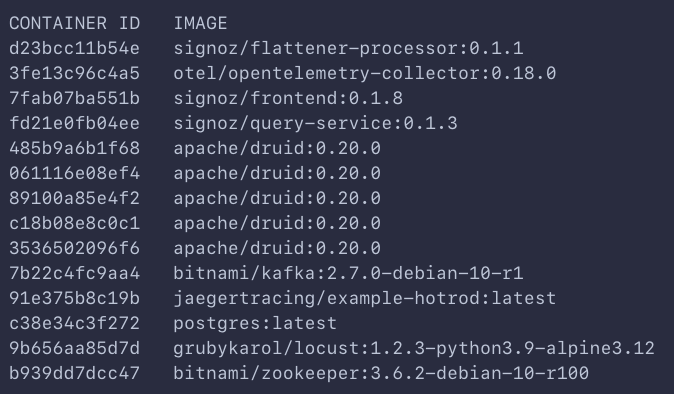 CONTAINER ID   IMAGE
d23bcc11b54e   signoz/flattener-processor:0.1.1
3fe13c96c4a5   otel/opentelemetry-collector:0.18.0
7fab07ba551b   signoz/frontend:0.1.8
fd21e0fb04ee   signoz/query-service:0.1.3
485b9a6b1f68   apache/druid:0.20.0
061116e08ef4   apache/druid:0.20.0
89100a85e4f2   apache/druid:0.20.0
c18b08e8c0c1   apache/druid:0.20.0
3536502096f6   apache/druid:0.20.0
7b22c4fc9aa4   bitnami/kafka:2.7.0-debian-10-r1
91e375b8c19b   jaegertracing/example-hotrod:latest
c38e34c3f272   postgres:latest
9b656aa85d7d   grubykarol/locust:1.2.3-python3.9-alpine3.12
b939dd7dcc47   bitnami/zookeeper:3.6.2-debian-10-r100